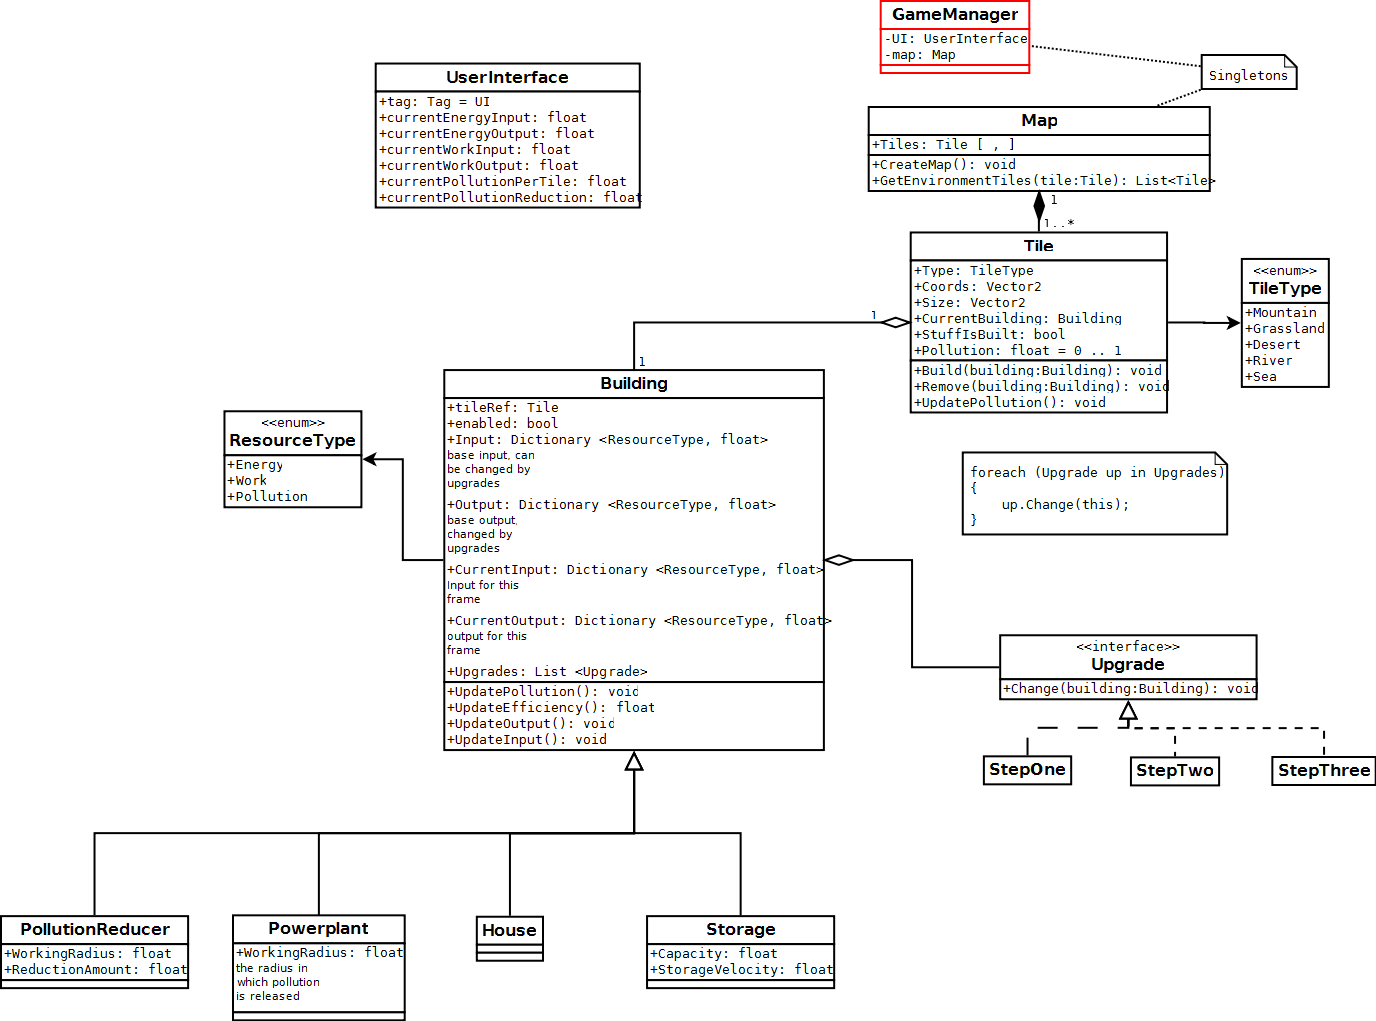 GameManager
-UI: UserInterface
-map: Map
Singletons
UserInterface
+tag: Tag = UI
+currentEnergyInput: float
+currentEnergyOutput: float
+currentWorkInput: float
+currentWorkOutput: float
+currentPollutionPerTile: float
+currentPollutionReduction: float
Map
+Tiles: Tile [ , ]
+CreateMap(): void
+GetEnvironmentTiles(tile:Tile): List<Tile>
1
1..*
Tile
+Type: TileType
+Coords: Vector2
+Size: Vector2
+CurrentBuilding: Building
+StuffIsBuilt: bool
+Pollution: float = 0 .. 1
+Build(building:Building): void
+Remove(building:Building): void
+UpdatePollution(): void
<<enum>>
TileType
+Mountain
+Grassland
+Desert
+River
+Sea
1
1
Building
+tileRef: Tile
+enabled: bool
+Input: Dictionary <ResourceType, float>
base input, can
be changed by
upgrades
+Output: Dictionary <ResourceType, float>
base output,
changed by
upgrades
+CurrentInput: Dictionary <ResourceType, float>
Input for this
frame
+CurrentOutput: Dictionary <ResourceType, float>
output for this
frame
+Upgrades: List <Upgrade>
+UpdatePollution(): void
+UpdateEfficiency(): float
+UpdateOutput(): void
+UpdateInput(): void
<<enum>>
ResourceType
+Energy
+Work
+Pollution
foreach (Upgrade up in Upgrades)
{
up.Change(this);
}
<<interface>>
Upgrade
+Change(building:Building): void
StepOne
StepTwo
StepThree
PollutionReducer
+WorkingRadius: float
+ReductionAmount: float
Powerplant
+WorkingRadius: float
the radius in
which pollution
is released
House
Storage
+Capacity: float
+StorageVelocity: float